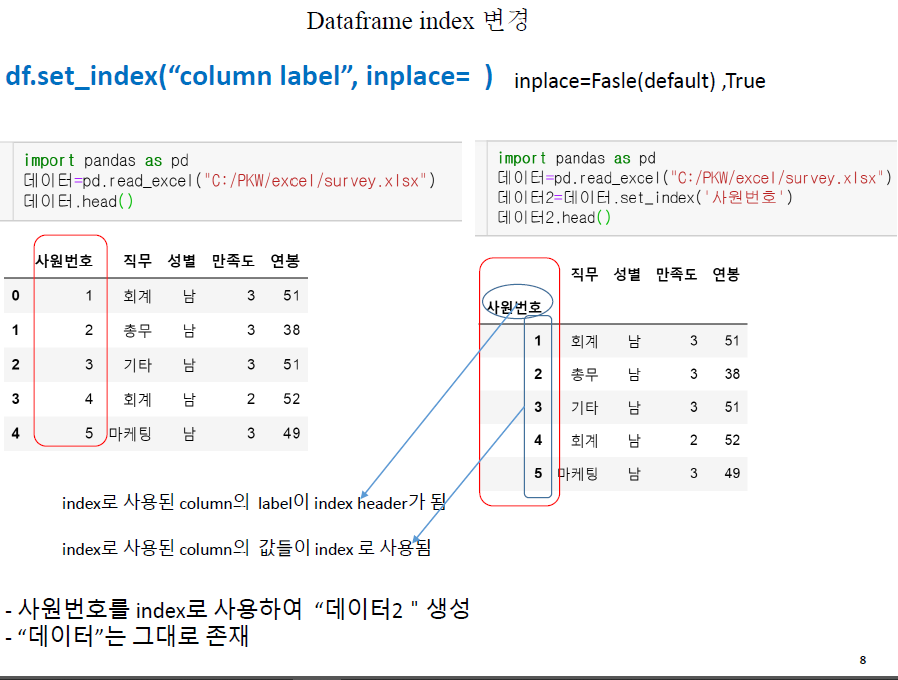 Dataframe index 변경
df.set_index(“column label”, inplace= )
inplace=Fasle(default) ,True
import pandas as pd
데이터=pd.read_excel("C:/PKW/excel/survey.xlsx")
데이터.head()
사원번호 직무 성별 만족도 연봉
0 1 회계 남 3 51
1 2 총무 남 3 38
2 3 기타 남 3 51
3 4 회계 남 2 52
4 5 마케팅 남 3 49
import pandas as pd
데이터=pd.read_excel("C:/PKW/excel/survey.xlsx")
데이터2=데이터.set_index('사원번호')
데이터2.head()
직무 성별 만족도 연봉
사원번호
1 회계 남 3 51
2 총무 남 3 38
3 기타 남 3 51
4 회계 남 2 52
5 마케팅 남 3 49
index로 사용된 column의 label이 index header가 됨
index로 사용된 column의 값들이 index 로 사용됨
- 사원번호를 index로 사용하여 “데이터2 " 생성
- “데이터”는 그대로 존재
8